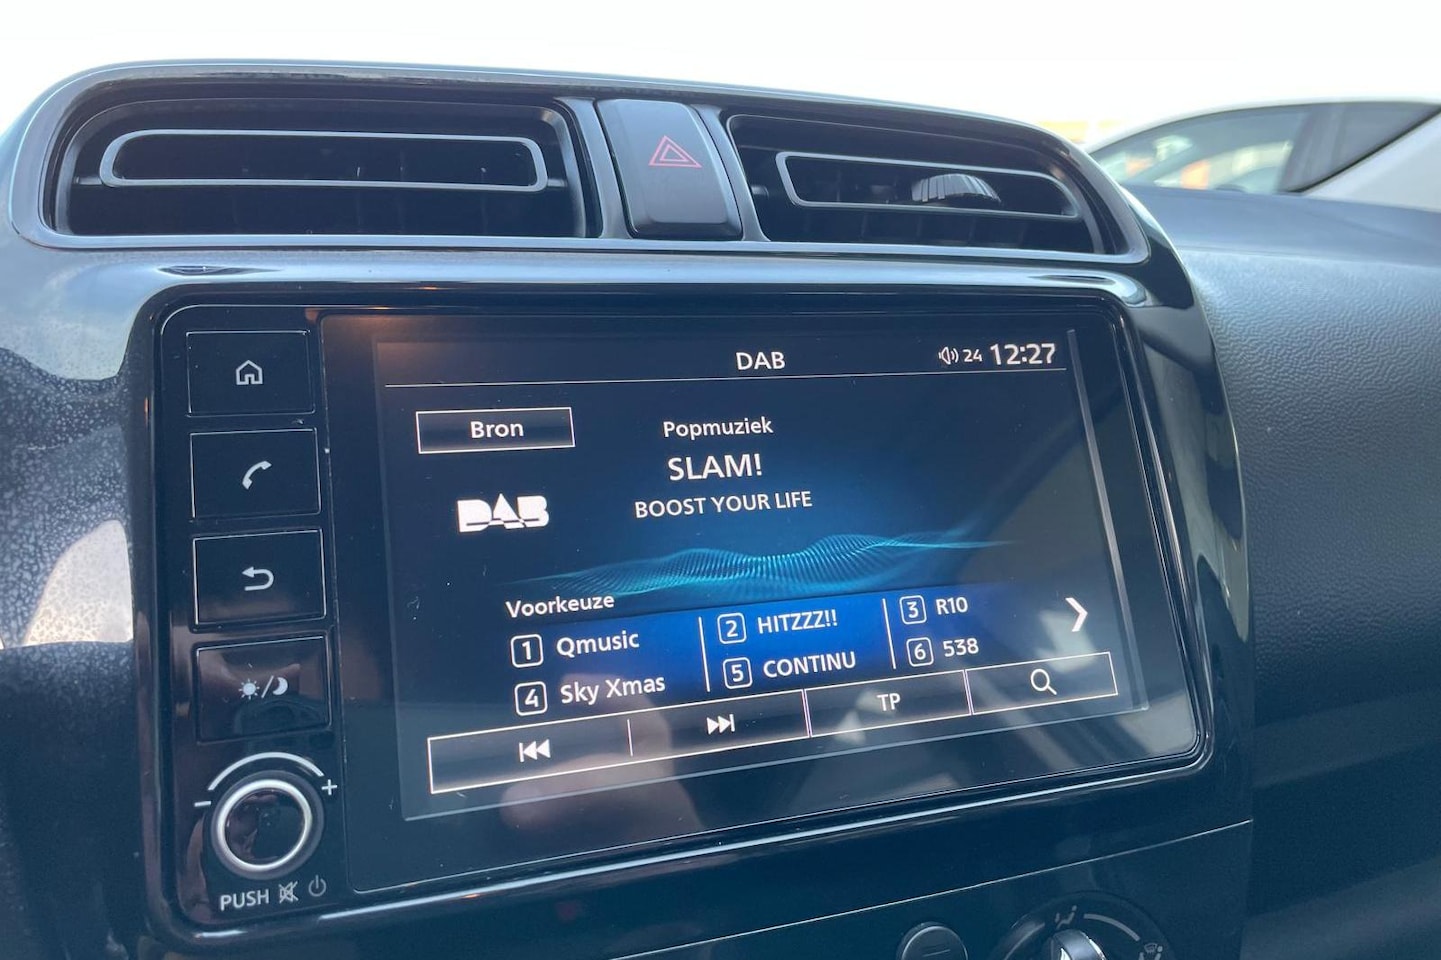 DAB
24 12:27
Bron
Popmuziek
SLAM!
BOOST YOUR LIFE
DAB
Voorkeuze
1 Qmusic
2 HITZZZ!!
3 R10
4 Sky Xmas
5 CONTINU
6 538
TP
- +
PUSH